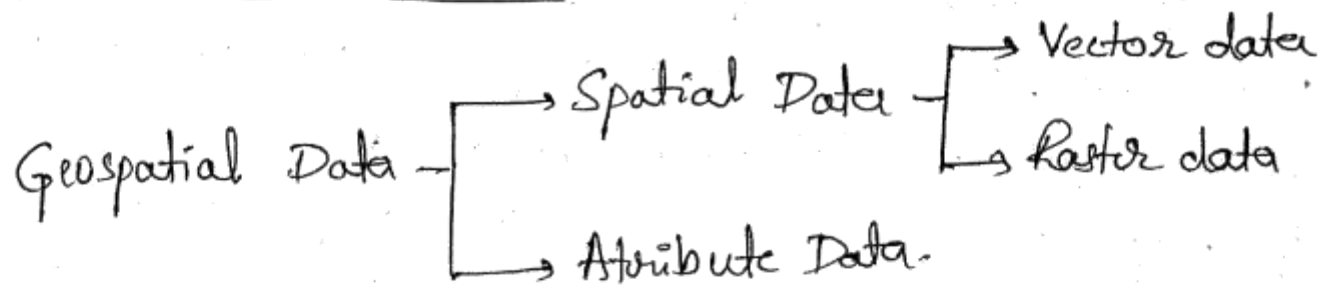 Vector data
Spatial Data
Geospatial Data
Raster data
Atribute Data.